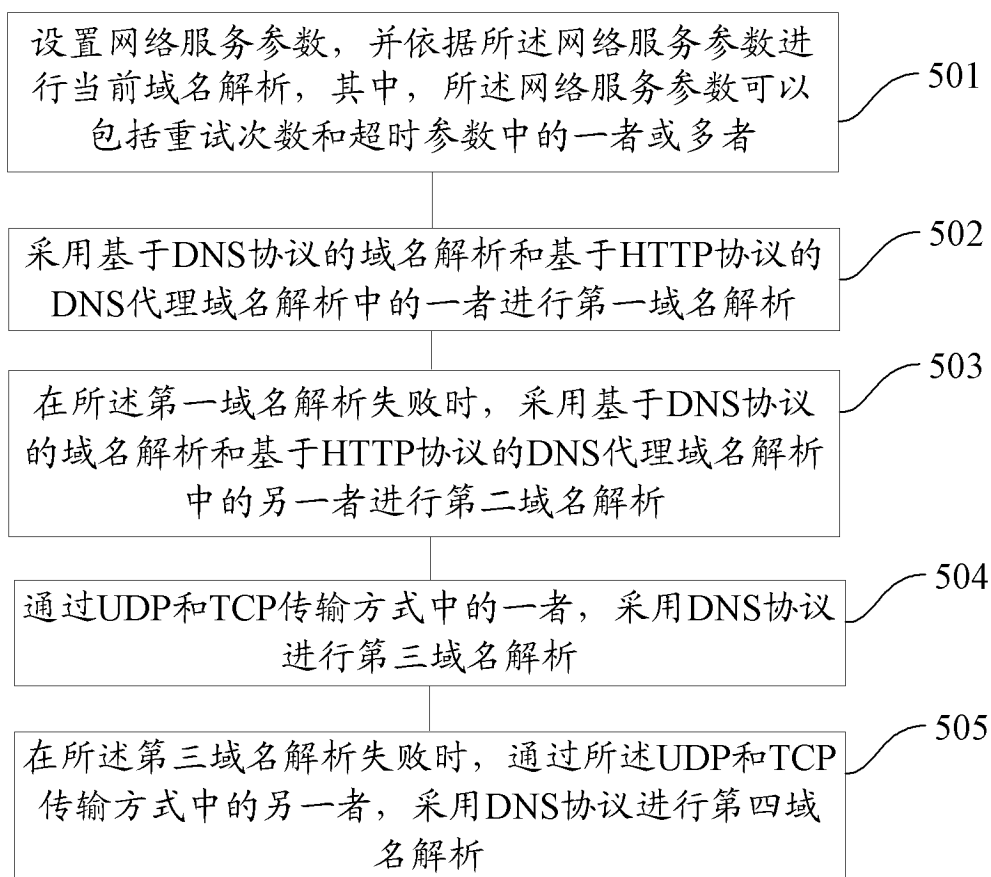 设置网络服务参数，并依据所述网络服务参数进
行当前域名解析，其中，所述网络服务参数可以
包括重试次数和超时参数中的一者或多者
501
采用基于DNS协议的域名解析和基于HTTP协议的
DNS代理域名解析中的一者进行第一域名解析
502
在所述第一域名解析失败时，采用基于DNS协议
的域名解析和基于HTTP协议的DNS代理域名解析
中的另一者进行第二域名解析
503
通过UDP和TCP传输方式中的一者，采用DNS协议
进行第三域名解析
504
在所述第三域名解析失败时，通过所述UDP和TCP
传输方式中的另一者，采用DNS协议进行第四域
名解析
505